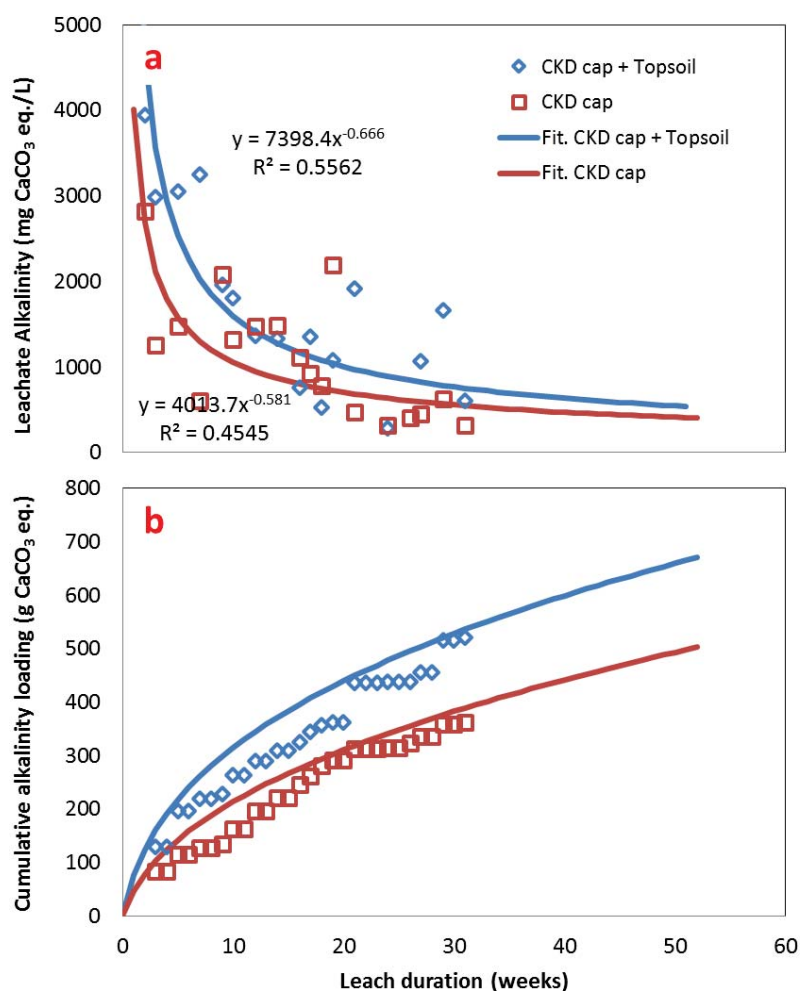 5000
4000
3000
2000
1000
0
Leachate Alkalinity (mg CaCO₃ eq./L)
a
CKD cap + Topsoil
CKD cap
Fit. CKD cap + Topsoil
Fit. CKD cap
y = 7398.4x⁻⁰·⁶⁶⁶
R² = 0.5562
y = 4013.7x⁻⁰·⁵⁸¹
R² = 0.4545
800
700
600
500
400
300
200
100
0
Cumulative alkalinity loading (g CaCO₃ eq.)
b
0 10 20 30 40 50 60
Leach duration (weeks)